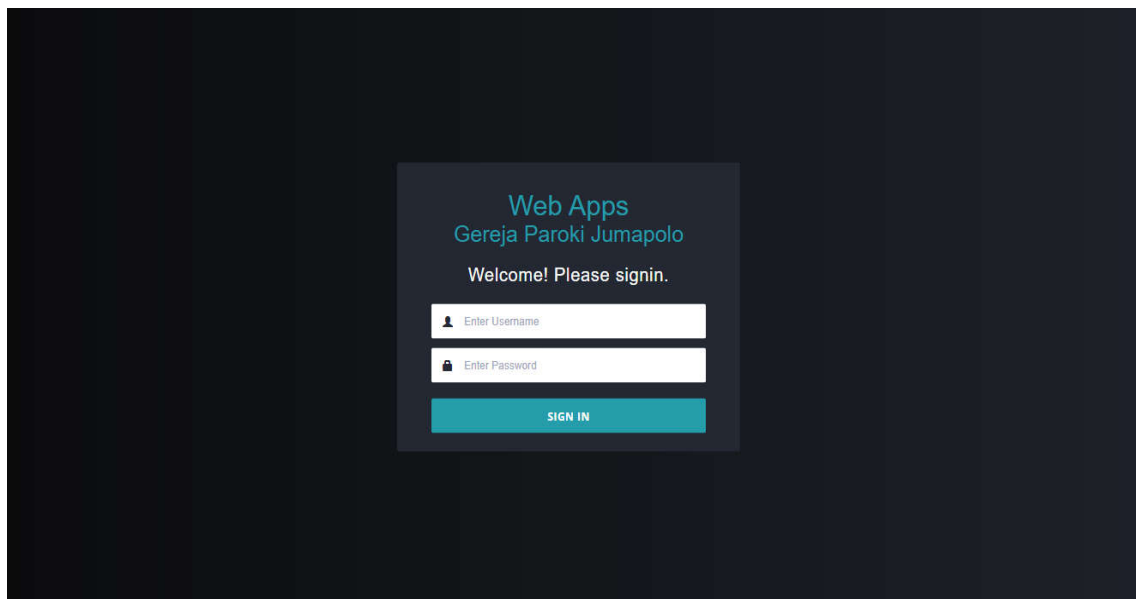 Web Apps
Gereja Paroki Jumapolo
Welcome! Please signin.
Enter Username
Enter Password
SIGN IN